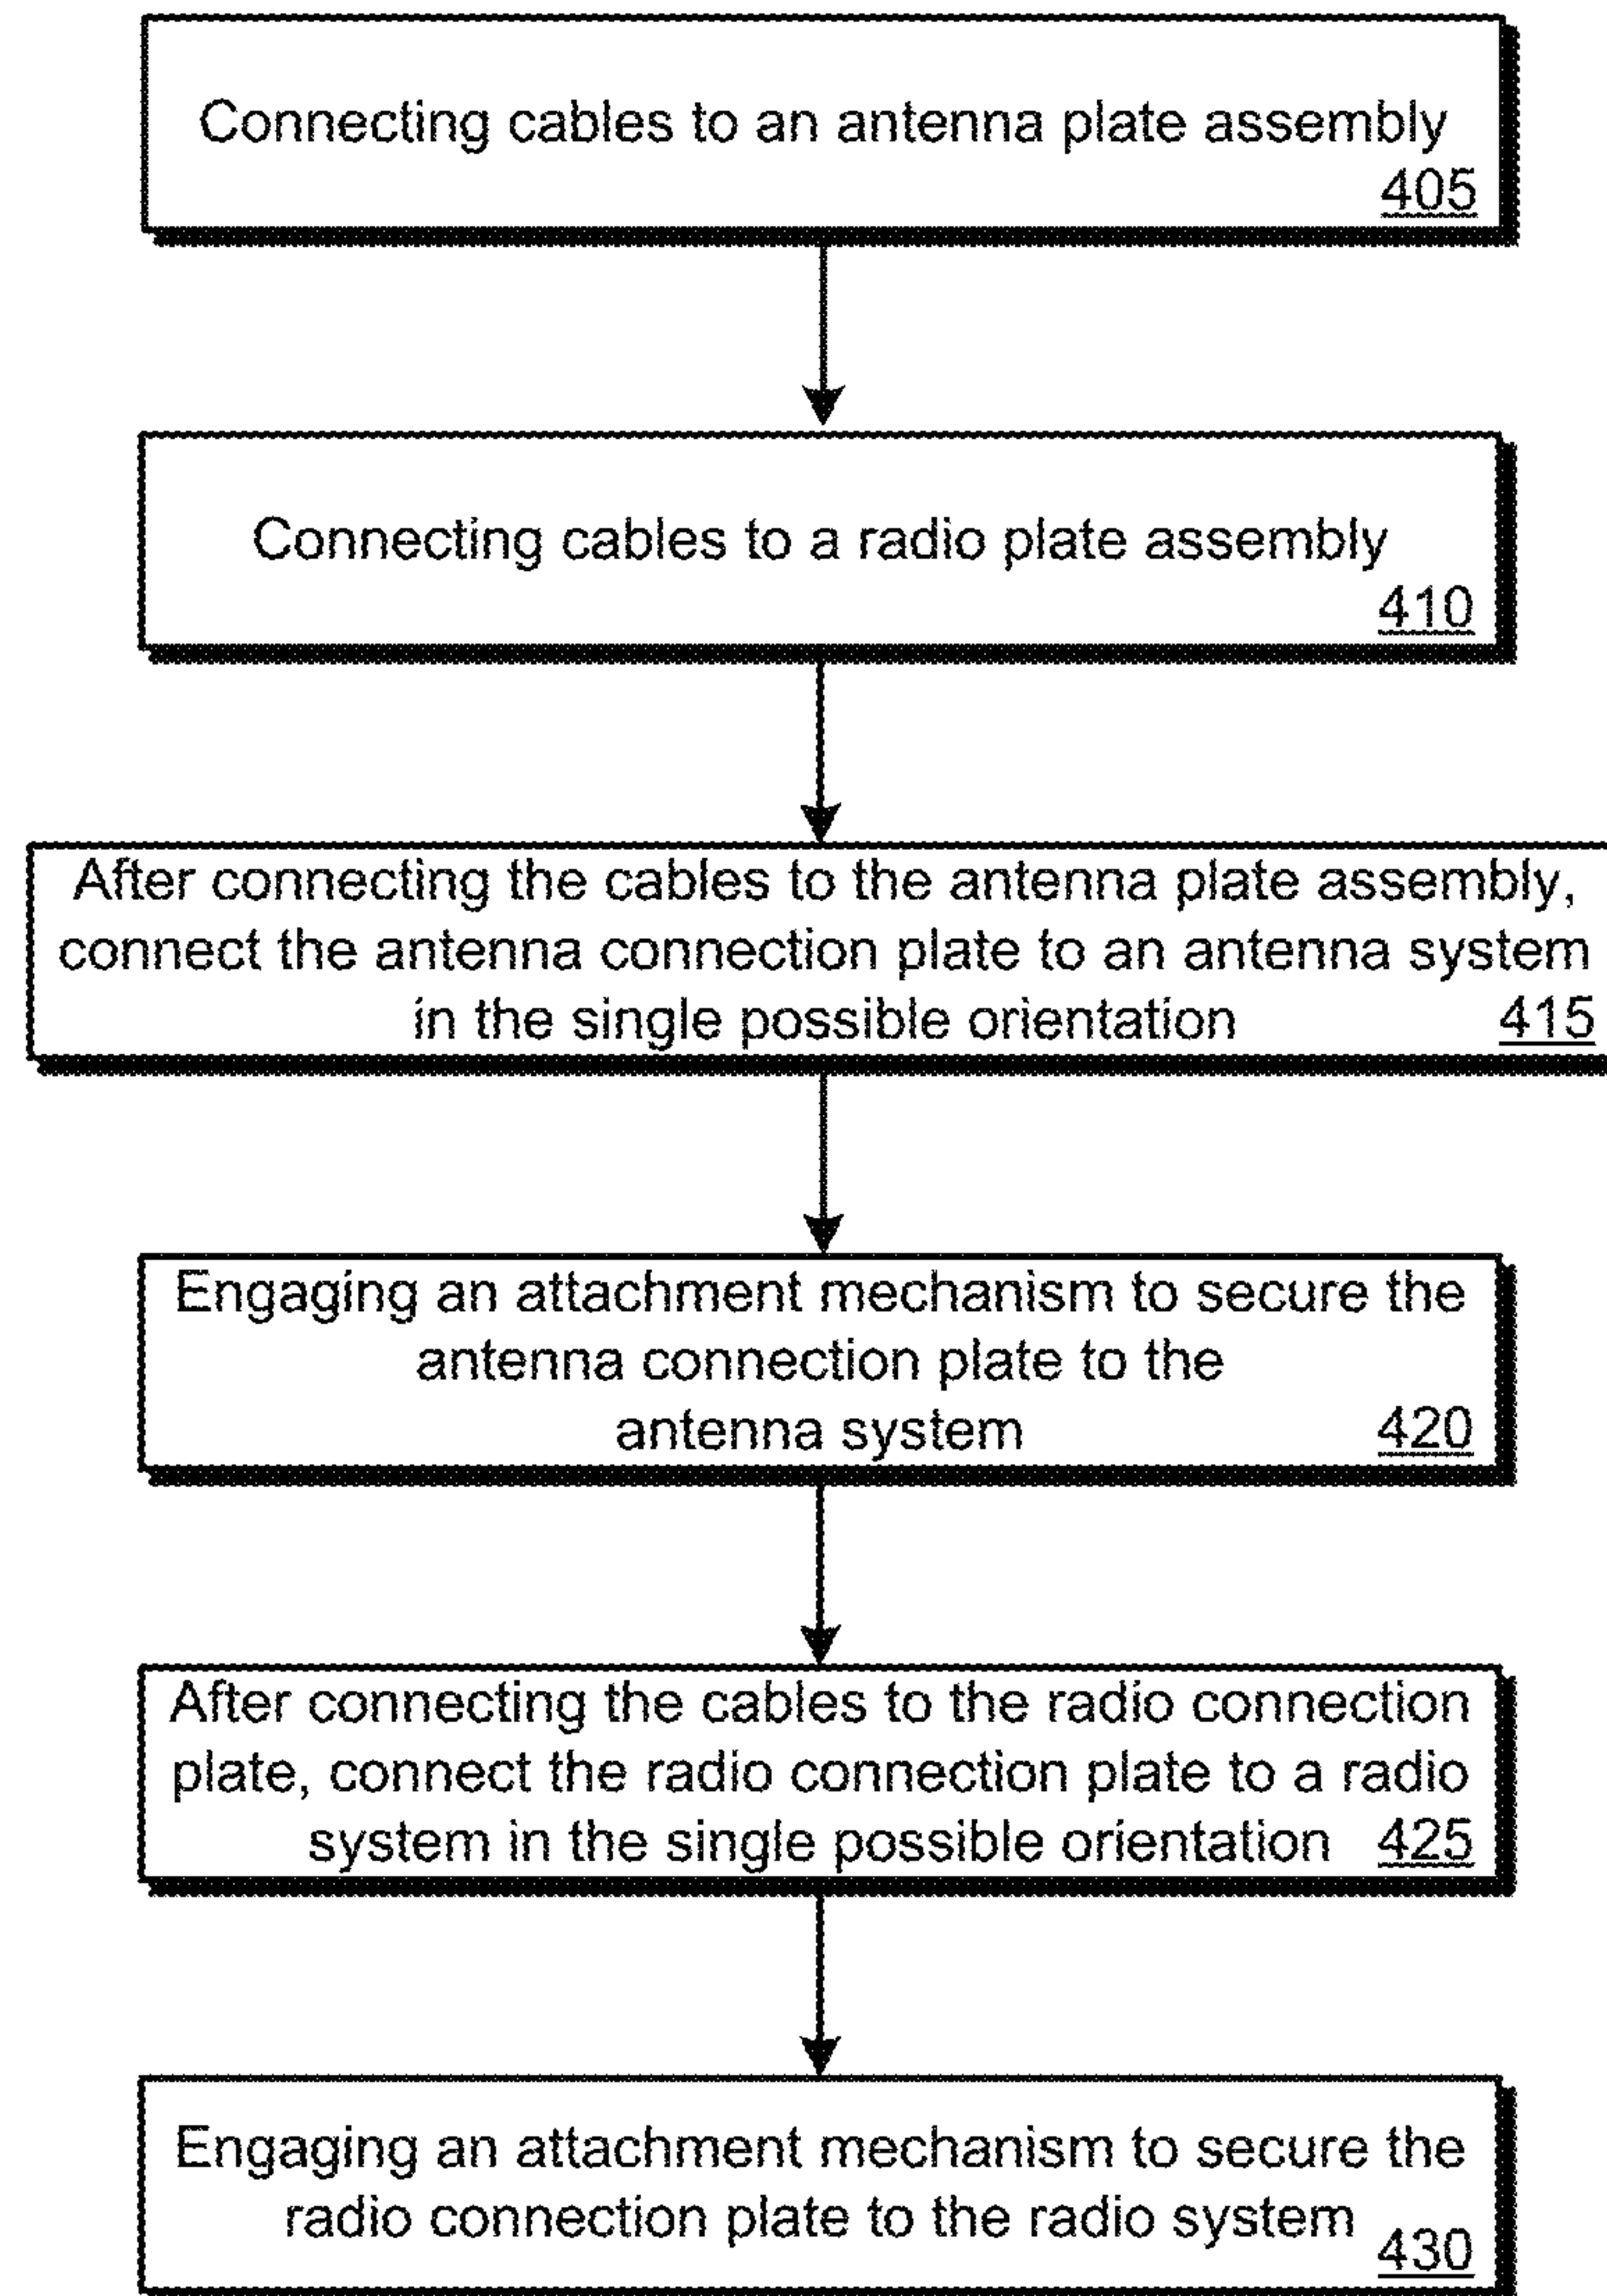 Connecting cables to an antenna plate assembly
405
Connecting cables to a radio plate assembly
410
After connecting the cables to the antenna plate assembly,
connect the antenna connection plate to an antenna system
in the single possible orientation 415
Engaging an attachment mechanism to secure the
antenna connection plate to the
antenna system 420
After connecting the cables to the radio connection
plate, connect the radio connection plate to a radio
system in the single possible orientation 425
Engaging an attachment mechanism to secure the
radio connection plate to the radio system
430